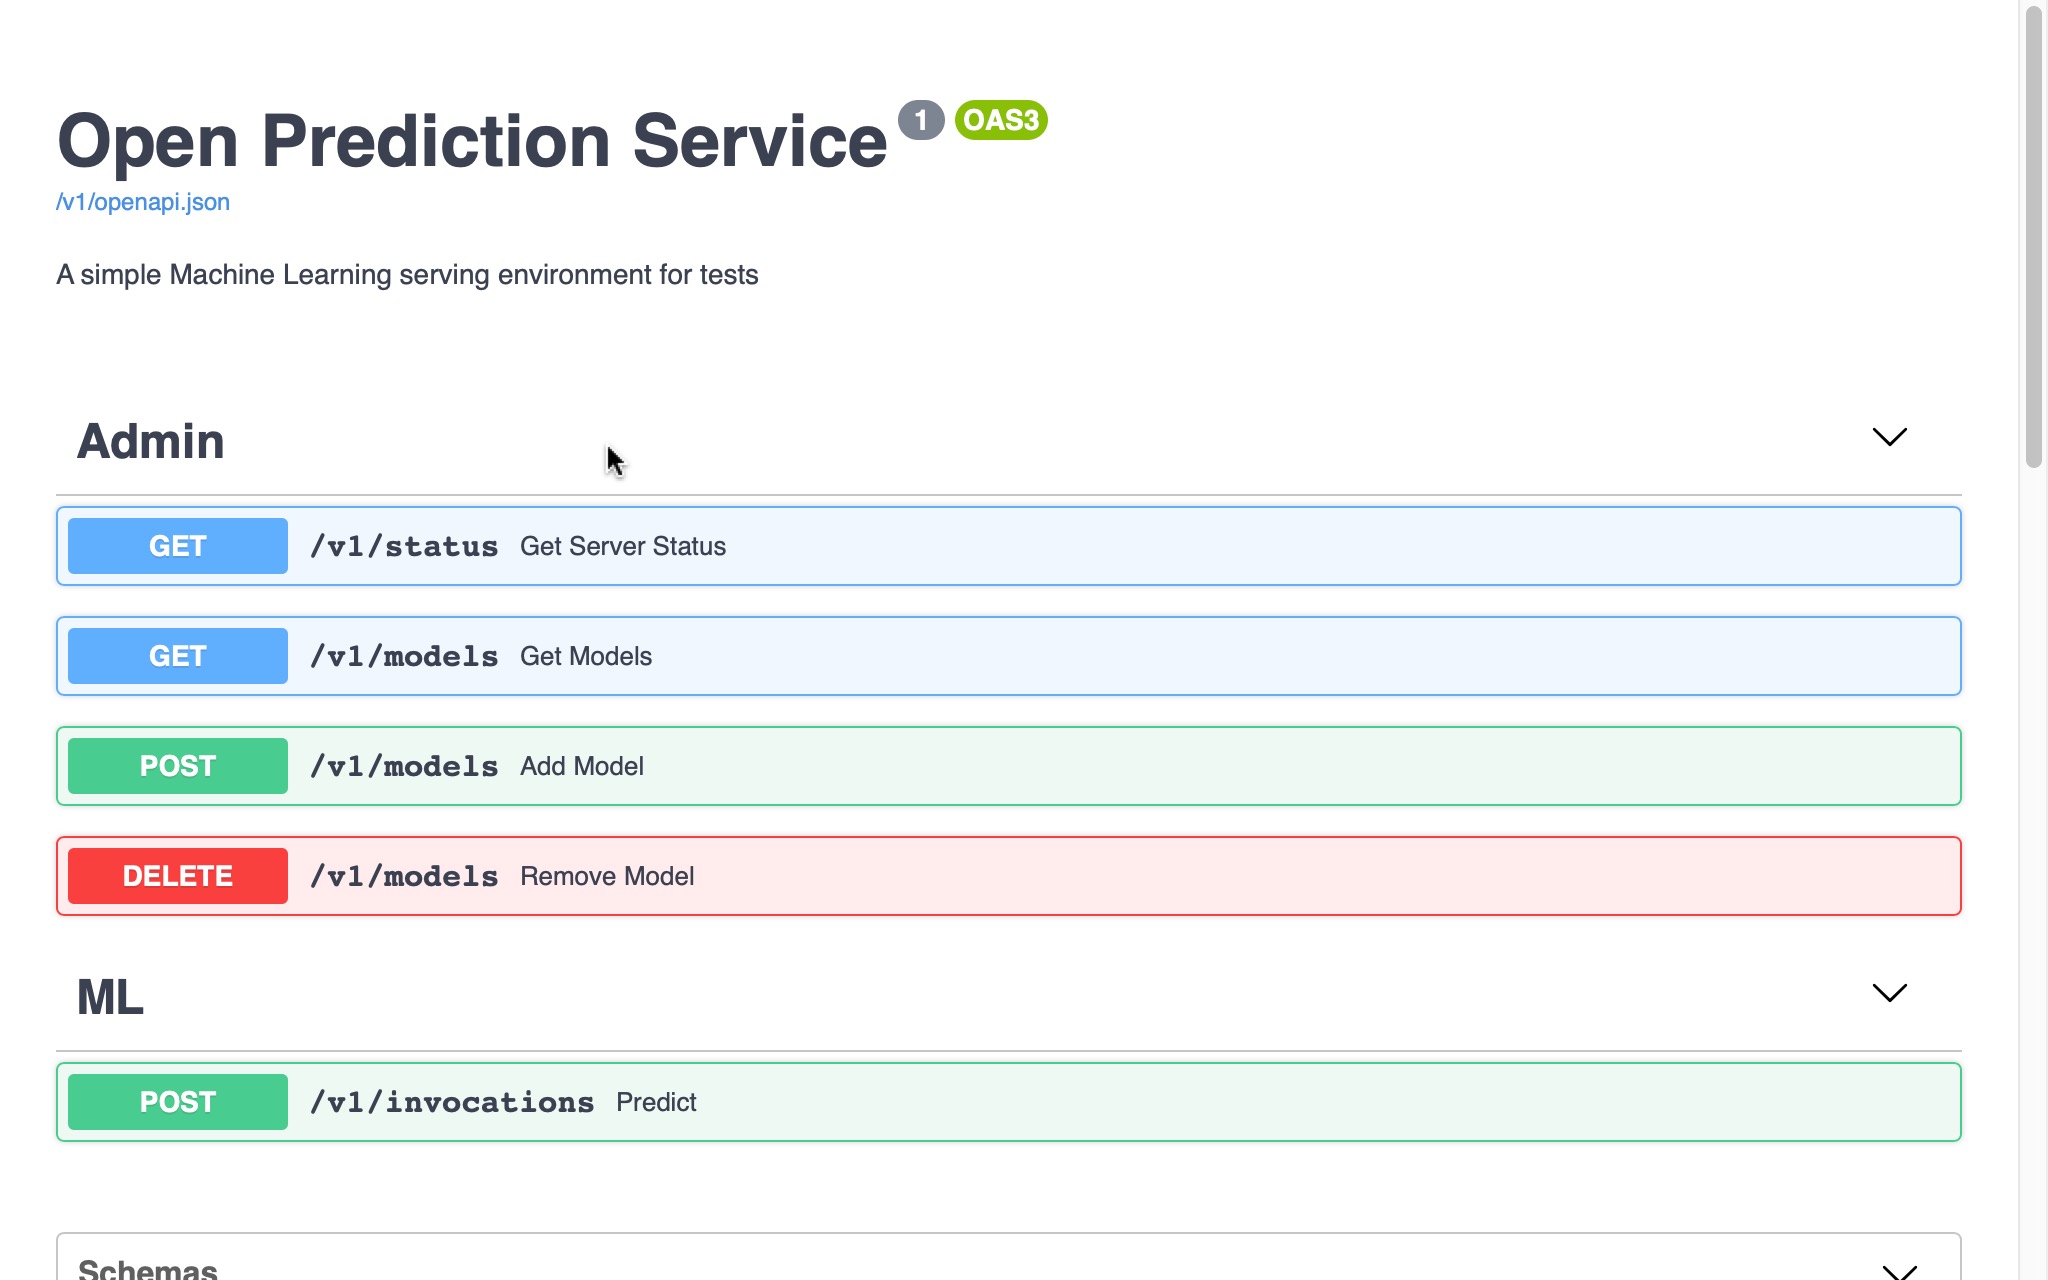 Open Prediction Service 1 OAS3
/v1/openapi.json
A simple Machine Learning serving environment for tests
Admin
GET /v1/status Get Server Status
GET /v1/models Get Models
POST /v1/models Add Model
DELETE /v1/models Remove Model
ML
POST /v1/invocations Predict
Schemas